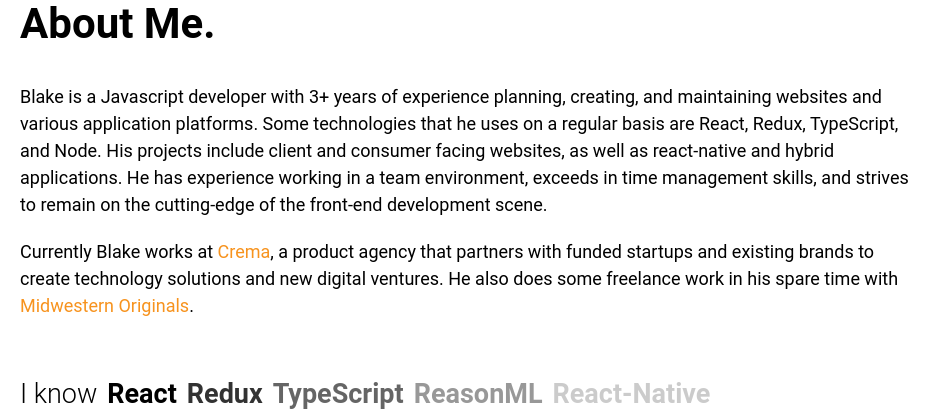 About Me.
Blake is a Javascript developer with 3+ years of experience planning, creating, and maintaining websites and
various application platforms. Some technologies that he uses on a regular basis are React, Redux, TypeScript,
and Node. His projects include client and consumer facing websites, as well as react-native and hybrid
applications. He has experience working in a team environment, exceeds in time management skills, and strives
to remain on the cutting-edge of the front-end development scene.
Currently Blake works at Crema, a product agency that partners with funded startups and existing brands to
create technology solutions and new digital ventures. He also does some freelance work in his spare time with
Midwestern Originals.
I know React Redux TypeScript ReasonML React-Native